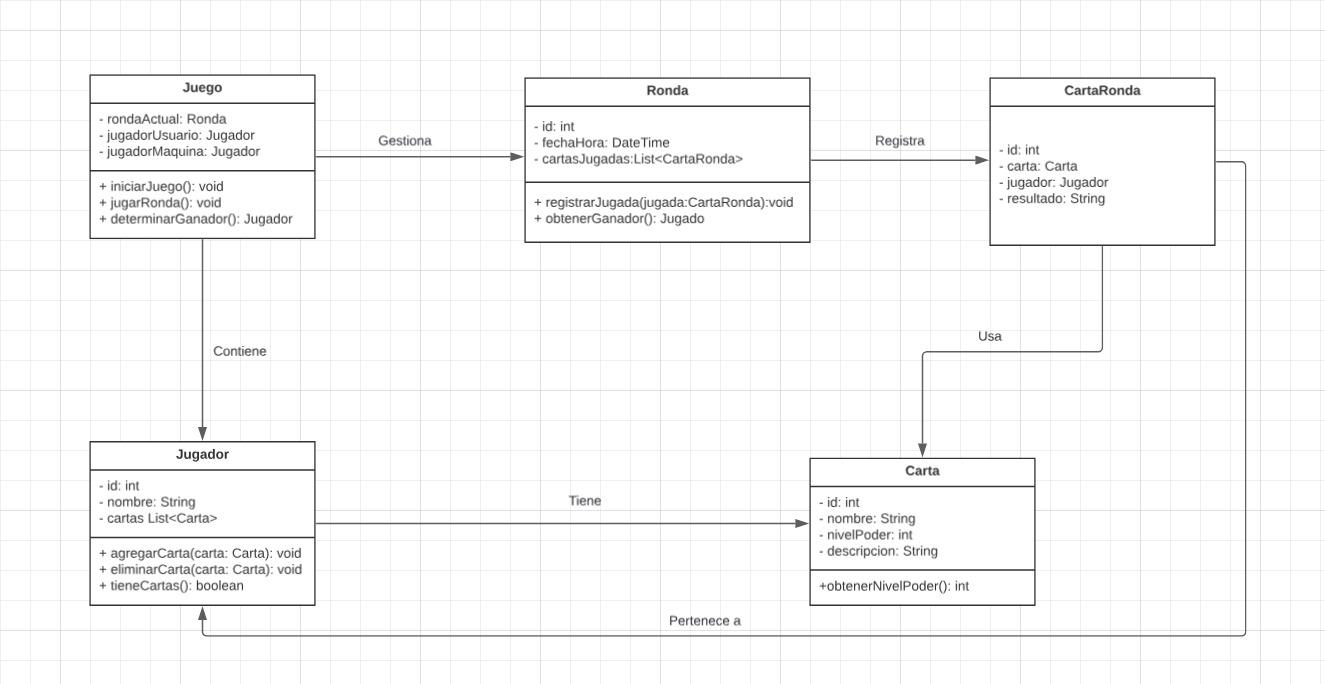 Juego
- rondaActual: Ronda
- jugadorUsuario: Jugador
- jugadorMaquina: Jugador
+ iniciarJuego(): void
+ jugarRonda(): void
+ determinarGanador(): Jugador
Gestiona
Ronda
- id: int
- fechaHora: DateTime
- cartasJugadas:List<CartaRonda>
+ registrarJugada(jugada:CartaRonda):void
+ obtenerGanador(): Jugado
Registra
CartaRonda
- id: int
- carta: Carta
- jugador: Jugador
- resultado: String
Contiene
Usa
Jugador
- id: int
- nombre: String
- cartas List<Carta>
+ agregarCarta(carta: Carta): void
+ eliminarCarta(carta: Carta): void
+ tieneCartas(): boolean
Tiene
Carta
- id: int
- nombre: String
- nivelPoder: int
- descripcion: String
+obtenerNivelPoder(): int
Pertenece a